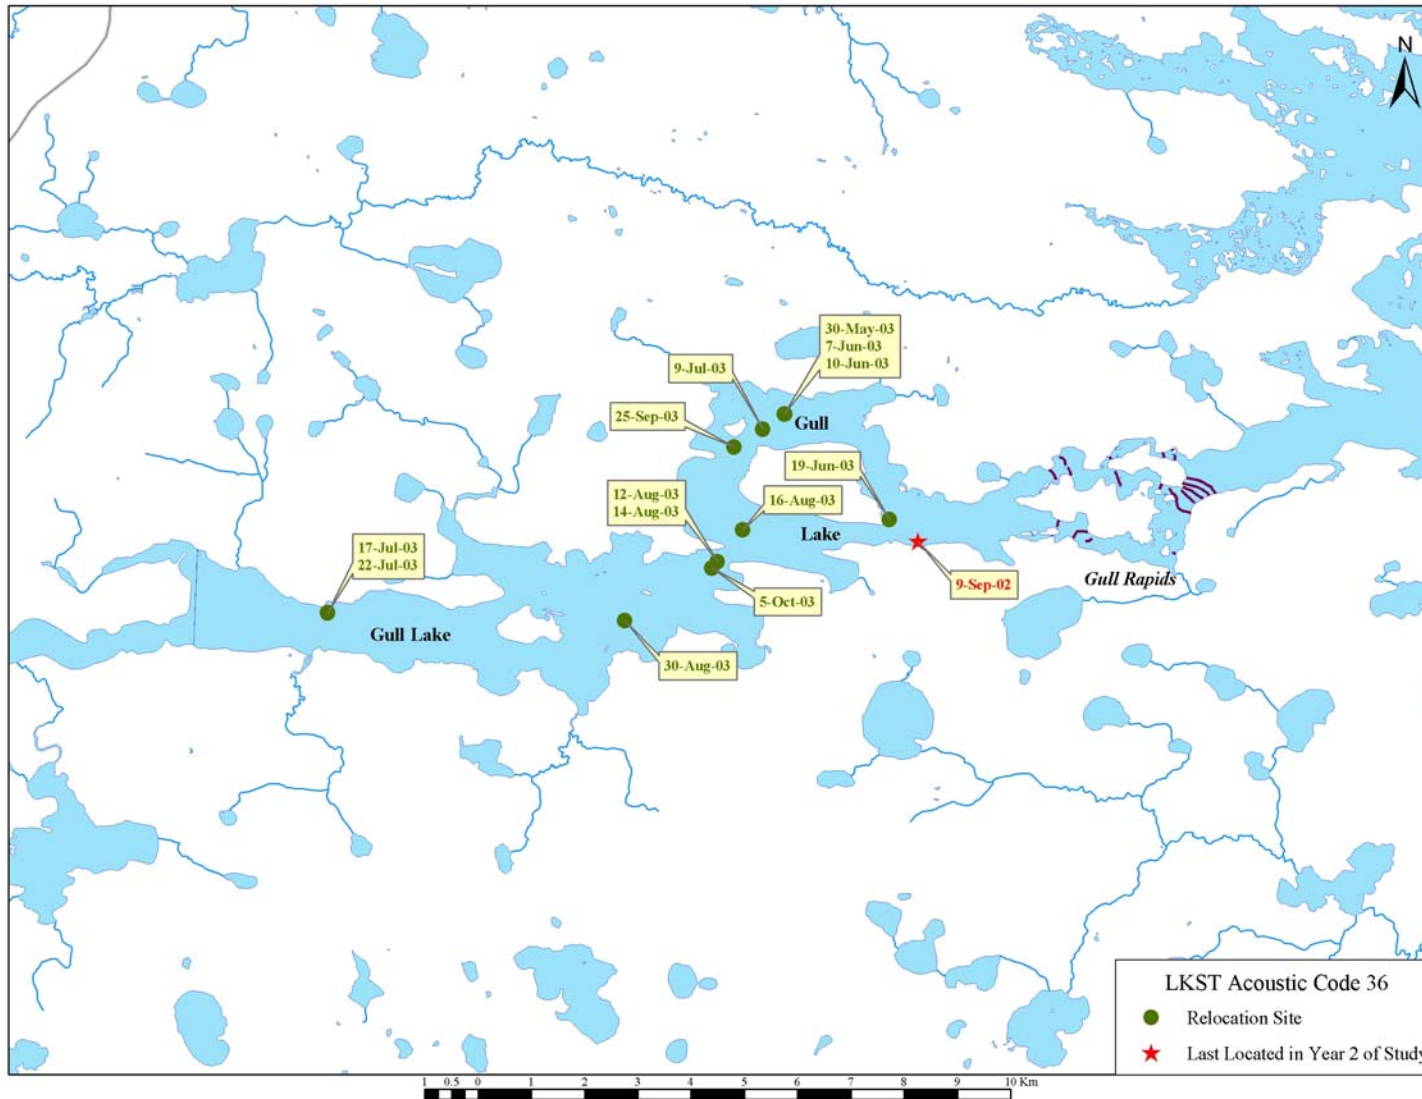 N
30-May-03
7-Jun-03
10-Jun-03
9-Jul-03
Gull
25-Sep-03
19-Jun-03
12-Aug-03
14-Aug-03
16-Aug-03
Lake
17-Jul-03
22-Jul-03
Gull Rapids
9-Sep-02
5-Oct-03
Gull Lake
30-Aug-03
LKST Acoustic Code 36
Relocation Site
Last Located in Year 2 of Study
1 0.5 0 1 2 3 4 5 6 7 8 9 10 Km